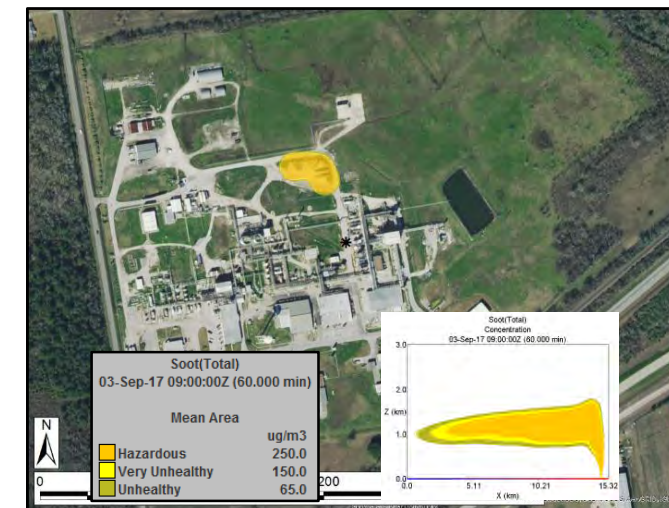 Soot(Total)
03-Sep-17 09:00:00Z (60.000 min)
Mean Area
ug/m3
Hazardous 250.0
Very Unhealthy 150.0
Unhealthy 65.0
N
0
200
Soot(Total)
Concentration
03-Sep-17 09:00:00Z (60.000 min)
3.0
2.0
Z (km)
1.0
0.0
0.0 5.11 10.21 15.32
X (km)